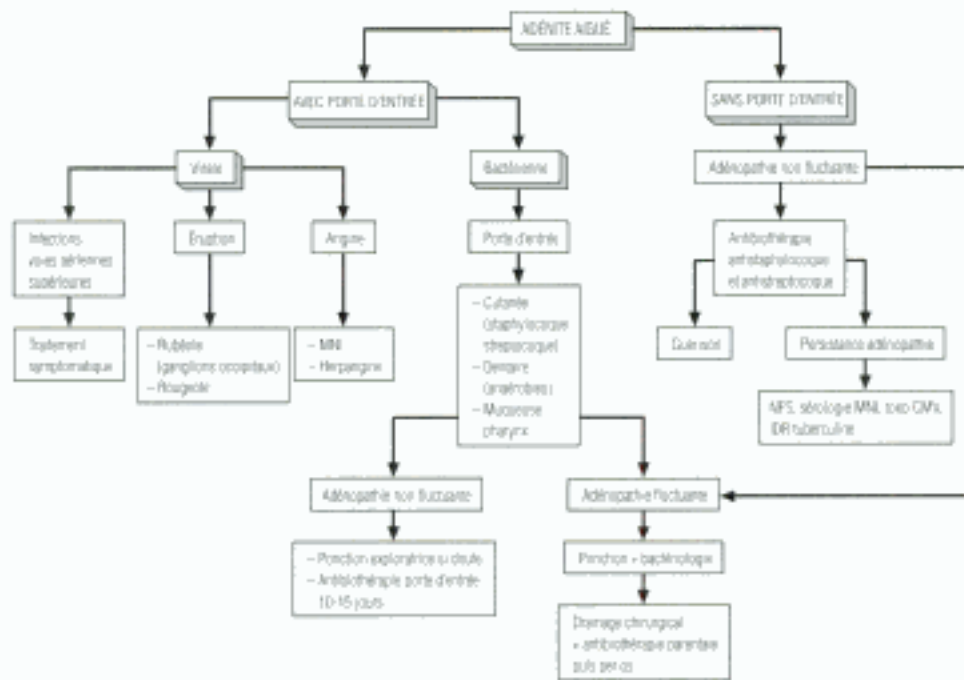 ADÉNITE AIGUË
AVEC PORTE D'ENTRÉE
SANS PORTE D'ENTRÉE
Virale
Bactérienne
Adénopathie non fluctuante
Infections
voies aériennes
supérieures
Éruption
Angine
Porte d'entrée
Antibiothérapie
antistaphylococcique
et antistreptococcique
Traitement
symptomatique
– Rubéole
(ganglions occipitaux)
– Rougeole
– MNI
– Herpangine
– Cutanée
(staphylocoque
streptocoque)
– Dentaire
(anaérobies)
– Muqueuse
pharynx
Guérison
Persistance adénopathie
NFS, sérologie MNI, toxo CMV,
IDR tuberculine
Adénopathie non fluctuante
Adénopathie fluctuante
– Ponction exploratrice si doute
– Antibiothérapie porte d'entrée
10-15 jours
Ponction + bactériologie
Drainage chirurgical
+ antibiothérapie parentérale
puis per os